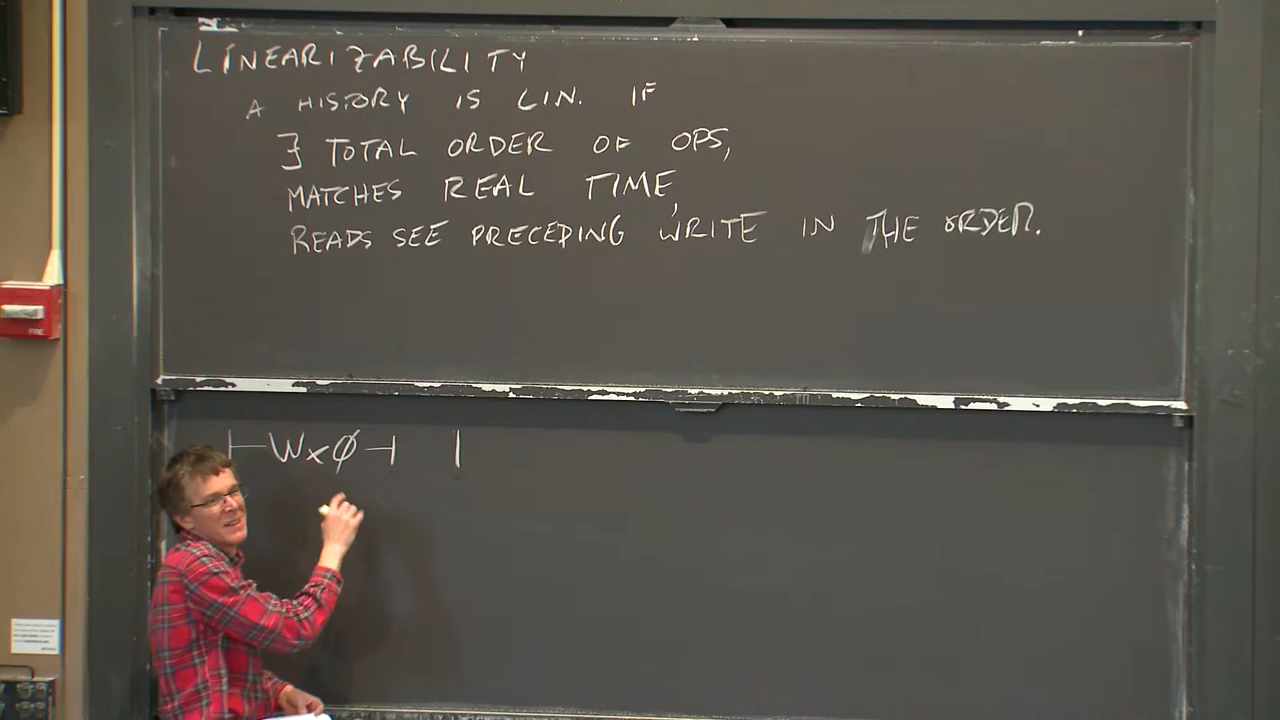 LINEARIZABILITY
A HISTORY IS LIN. IF
∃ TOTAL ORDER OF OPS,
MATCHES REAL TIME,
READS SEE PRECEDING WRITE IN THE ORDER.
|-Wx0-| |
FIRE